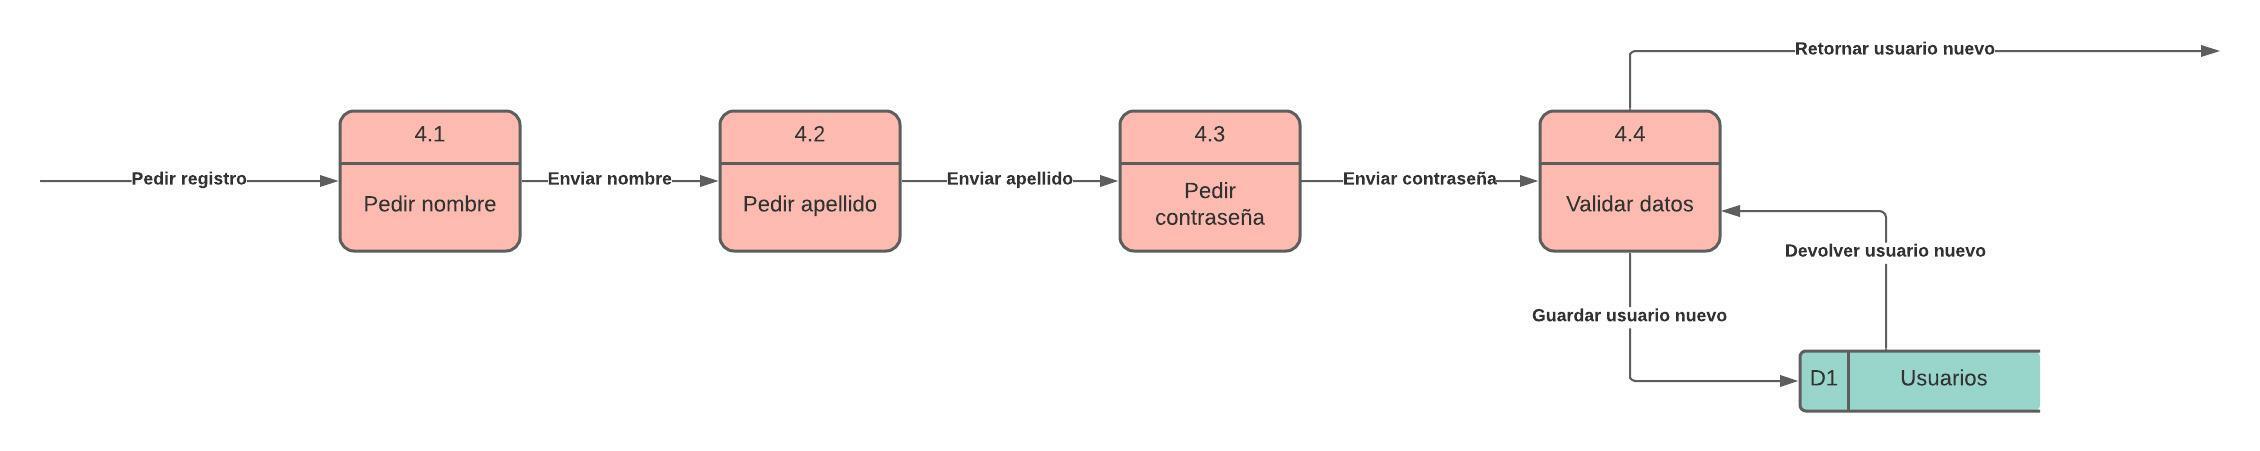 Retornar usuario nuevo
4.1
4.2
4.3
4.4
Pedir registro
Pedir nombre
Enviar nombre
Pedir apellido
Enviar apellido
Pedir
contraseña
Enviar contraseña
Validar datos
Devolver usuario nuevo
Guardar usuario nuevo
D1
Usuarios